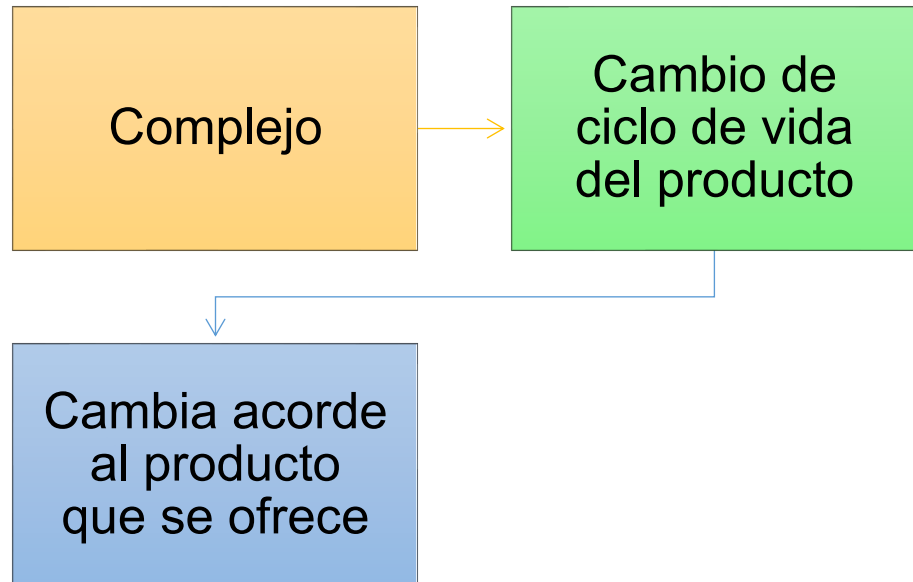 Complejo
Cambio de
ciclo de vida
del producto
Cambia acorde
al producto
que se ofrece